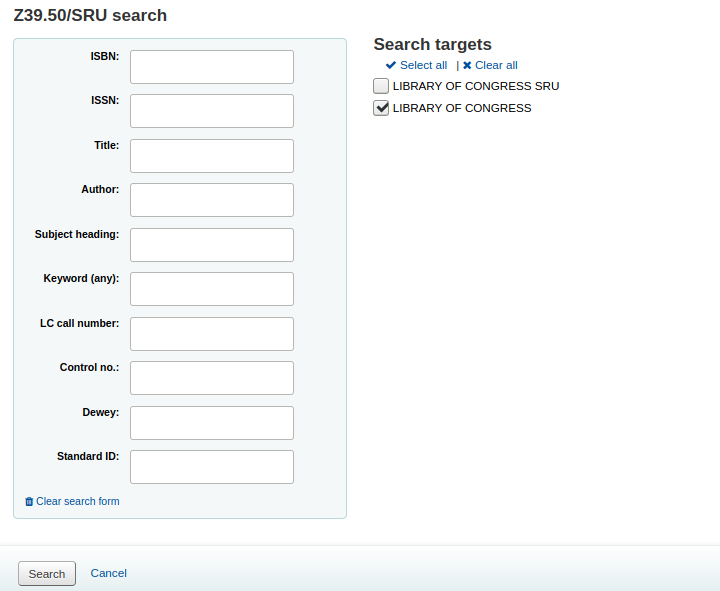 Z39.50/SRU search
ISBN:
ISSN:
Title:
Author:
Subject heading:
Keyword (any):
LC call number:
Control no.:
Dewey:
Standard ID:
Clear search form
Search targets
Select all | Clear all
LIBRARY OF CONGRESS SRU
LIBRARY OF CONGRESS
Search Cancel